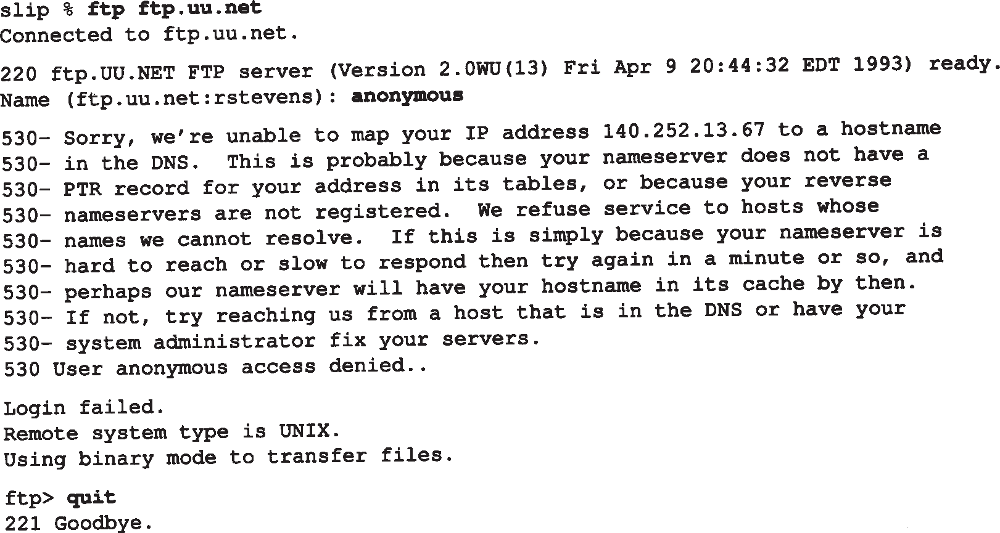 slip % ftp ftp.uu.net
Connected to ftp.uu.net.
220 ftp.UU.NET FTP server (Version 2.0WU(13) Fri Apr 9 20:44:32 EDT 1993) ready.
Name (ftp.uu.net:rstevens): anonymous
530- Sorry, we're unable to map your IP address 140.252.13.67 to a hostname
530- in the DNS.  This is probably because your nameserver does not have a
530- PTR record for your address in its tables, or because your reverse
530- nameservers are not registered.  We refuse service to hosts whose
530- names we cannot resolve.  If this is simply because your nameserver is
530- hard to reach or slow to respond then try again in a minute or so, and
530- perhaps our nameserver will have your hostname in its cache by then.
530- If not, try reaching us from a host that is in the DNS or have your
530- system administrator fix your servers.
530 User anonymous access denied..
Login failed.
Remote system type is UNIX.
Using binary mode to transfer files.
ftp> quit
221 Goodbye.